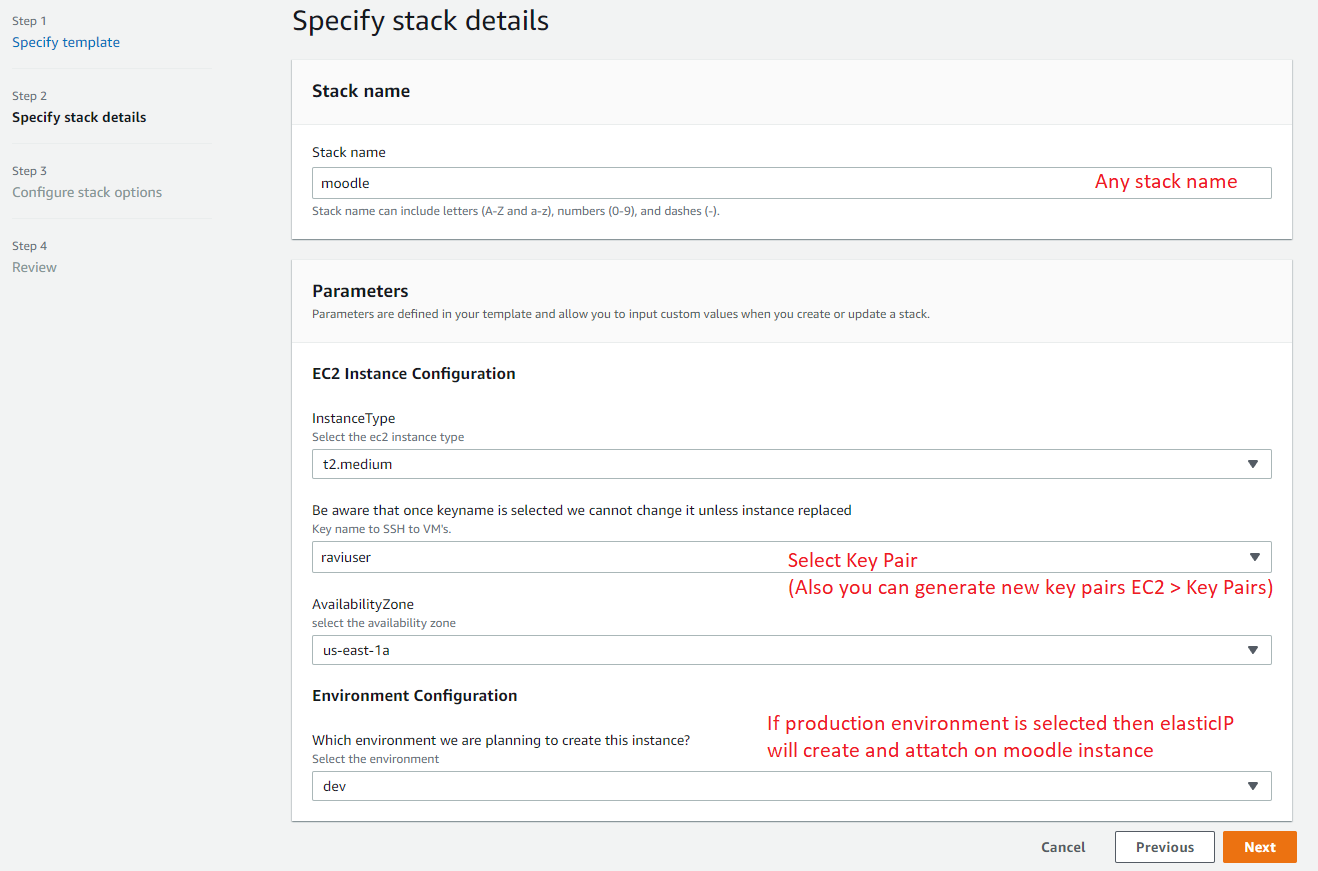 Step 1
Specify template
Step 2
Specify stack details
Step 3
Configure stack options
Step 4
Review
Specify stack details
Stack name
Stack name
moodle
Any stack name
Stack name can include letters (A-Z and a-z), numbers (0-9), and dashes (-).
Parameters
Parameters are defined in your template and allow you to input custom values when you create or update a stack.
EC2 Instance Configuration
InstanceType
Select the ec2 instance type
t2.medium
Be aware that once keyname is selected we cannot change it unless instance replaced
Key name to SSH to VM's.
raviuser
Select Key Pair
(Also you can generate new key pairs EC2 > Key Pairs)
AvailabilityZone
select the availability zone
us-east-1a
Environment Configuration
If production environment is selected then elasticIP
will create and attatch on moodle instance
Which environment we are planning to create this instance?
Select the environment
dev
Cancel
Previous
Next